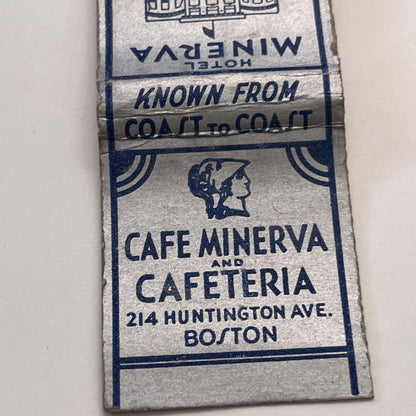 HOTEL
MINERVA
KNOWN FROM
COAST TO COAST
CAFE MINERVA
AND
CAFETERIA
214 HUNTINGTON AVE.
BOSTON